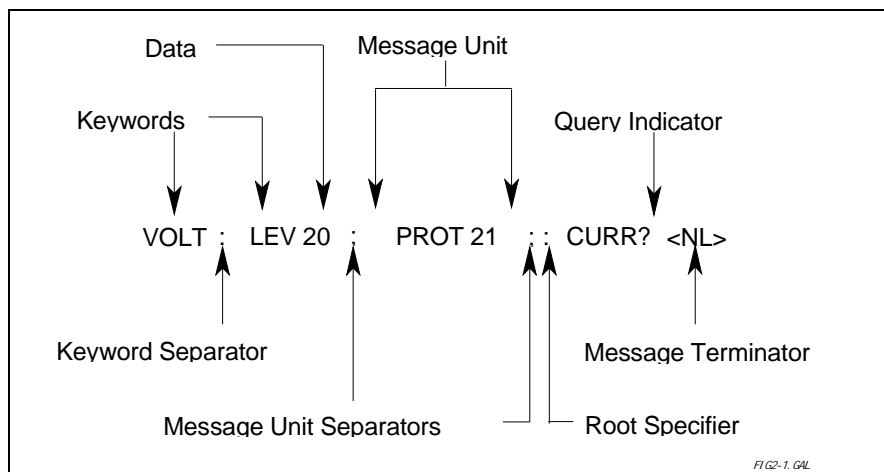 Data
Message Unit
Keywords
Query Indicator
VOLT : LEV 20 ; PROT 21 ; : CURR? <NL>
Keyword Separator
Message Terminator
Message Unit Separators
Root Specifier
FIG2-1.GAL